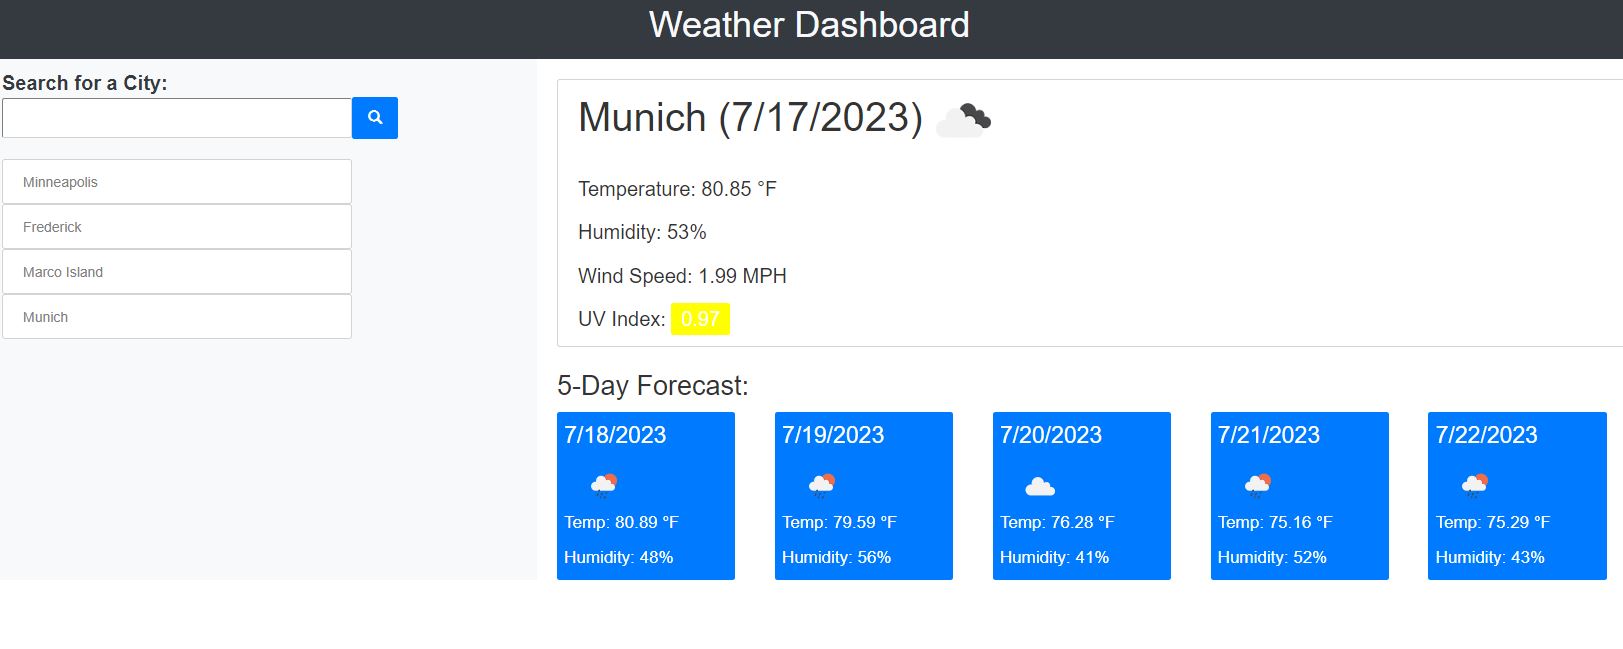 Weather Dashboard
Search for a City:
Minneapolis
Frederick
Marco Island
Munich
Munich (7/17/2023)
Temperature: 80.85 °F
Humidity: 53%
Wind Speed: 1.99 MPH
UV Index: 0.97
5-Day Forecast:
7/18/2023
Temp: 80.89 °F
Humidity: 48%
7/19/2023
Temp: 79.59 °F
Humidity: 56%
7/20/2023
Temp: 76.28 °F
Humidity: 41%
7/21/2023
Temp: 75.16 °F
Humidity: 52%
7/22/2023
Temp: 75.29 °F
Humidity: 43%